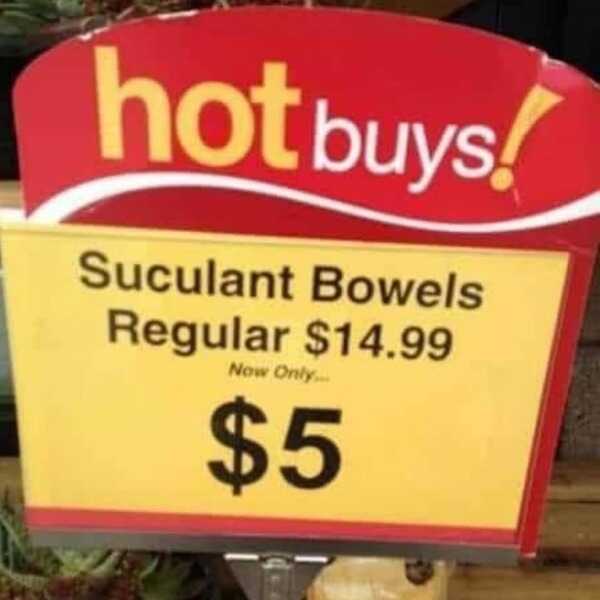 hot buys!
Suculant Bowels
Regular $14.99
Now Only...
$5